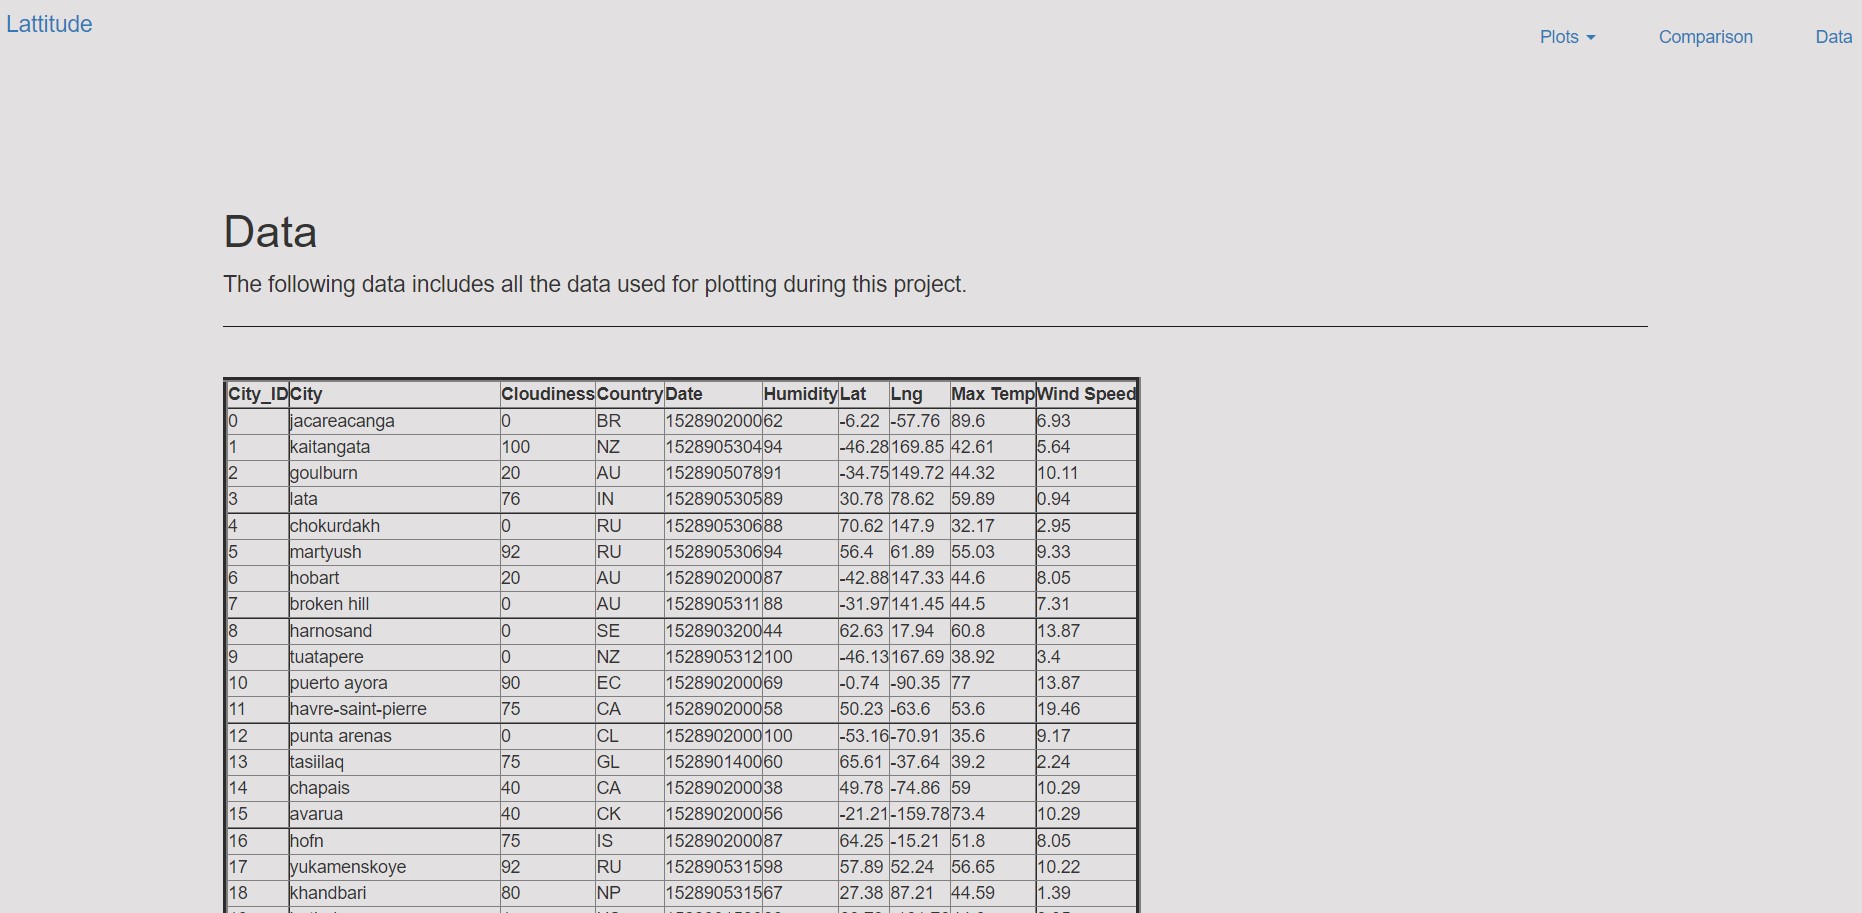 Lattitude
Plots Comparison Data
Data
The following data includes all the data used for plotting during this project.
City_ID City Cloudiness Country Date Humidity Lat Lng Max Temp Wind Speed
0 jacareacanga 0 BR 1528902000 62 -6.22 -57.76 89.6 6.93
1 kaitangata 100 NZ 1528905304 94 -46.28 169.85 42.61 5.64
2 goulburn 20 AU 1528905078 91 -34.75 149.72 44.32 10.11
3 lata 76 IN 1528905305 89 30.78 78.62 59.89 0.94
4 chokurdakh 0 RU 1528905306 88 70.62 147.9 32.17 2.95
5 martyush 92 RU 1528905306 94 56.4 61.89 55.03 9.33
6 hobart 20 AU 1528902000 87 -42.88 147.33 44.6 8.05
7 broken hill 0 AU 1528905311 88 -31.97 141.45 44.5 7.31
8 harnosand 0 SE 1528903200 44 62.63 17.94 60.8 13.87
9 tuatapere 0 NZ 1528905312 100 -46.13 167.69 38.92 3.4
10 puerto ayora 90 EC 1528902000 69 -0.74 -90.35 77 13.87
11 havre-saint-pierre 75 CA 1528902000 58 50.23 -63.6 53.6 19.46
12 punta arenas 0 CL 1528902000 100 -53.16 -70.91 35.6 9.17
13 tasiilaq 75 GL 1528901400 60 65.61 -37.64 39.2 2.24
14 chapais 40 CA 1528902000 38 49.78 -74.86 59 10.29
15 avarua 40 CK 1528902000 56 -21.21 -159.78 73.4 10.29
16 hofn 75 IS 1528902000 87 64.25 -15.21 51.8 8.05
17 yukamenskoye 92 RU 1528905315 98 57.89 52.24 56.65 10.22
18 khandbari 80 NP 1528905315 67 27.38 87.21 44.59 1.39